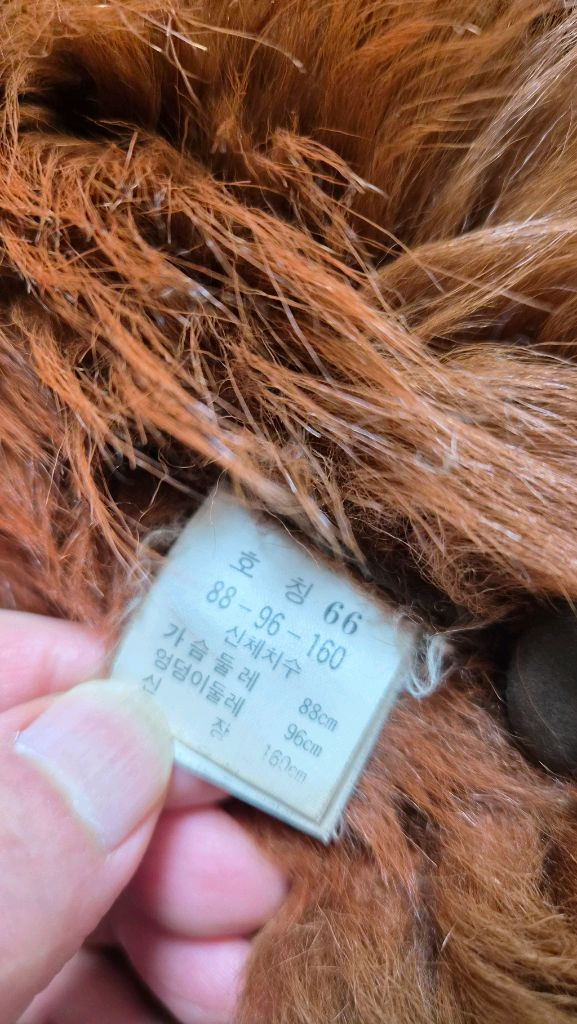 호 칭 66
88-96-160
신체치수
가슴둘레 88cm
엉덩이둘레 96cm
신 장 160cm